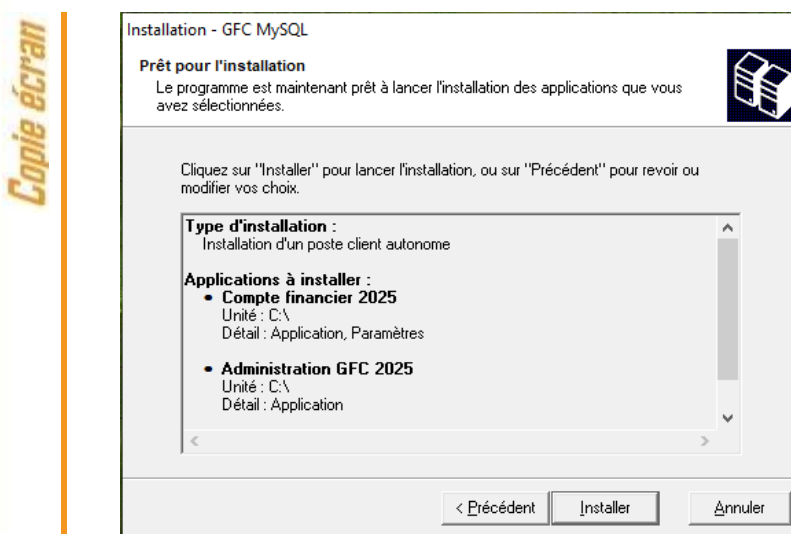 Copie écran
Installation - GFC MySQL
Prêt pour l'installation
Le programme est maintenant prêt à lancer l'installation des applications que vous
avez sélectionnées.
Cliquez sur "Installer" pour lancer l'installation, ou sur "Précédent" pour revoir ou
modifier vos choix.
Type d'installation :
Installation d'un poste client autonome
Applications à installer :
• Compte financier 2025
Unité : C:\
Détail : Application, Paramètres
• Administration GFC 2025
Unité : C:\
Détail : Application
< Précédent
Installer
Annuler